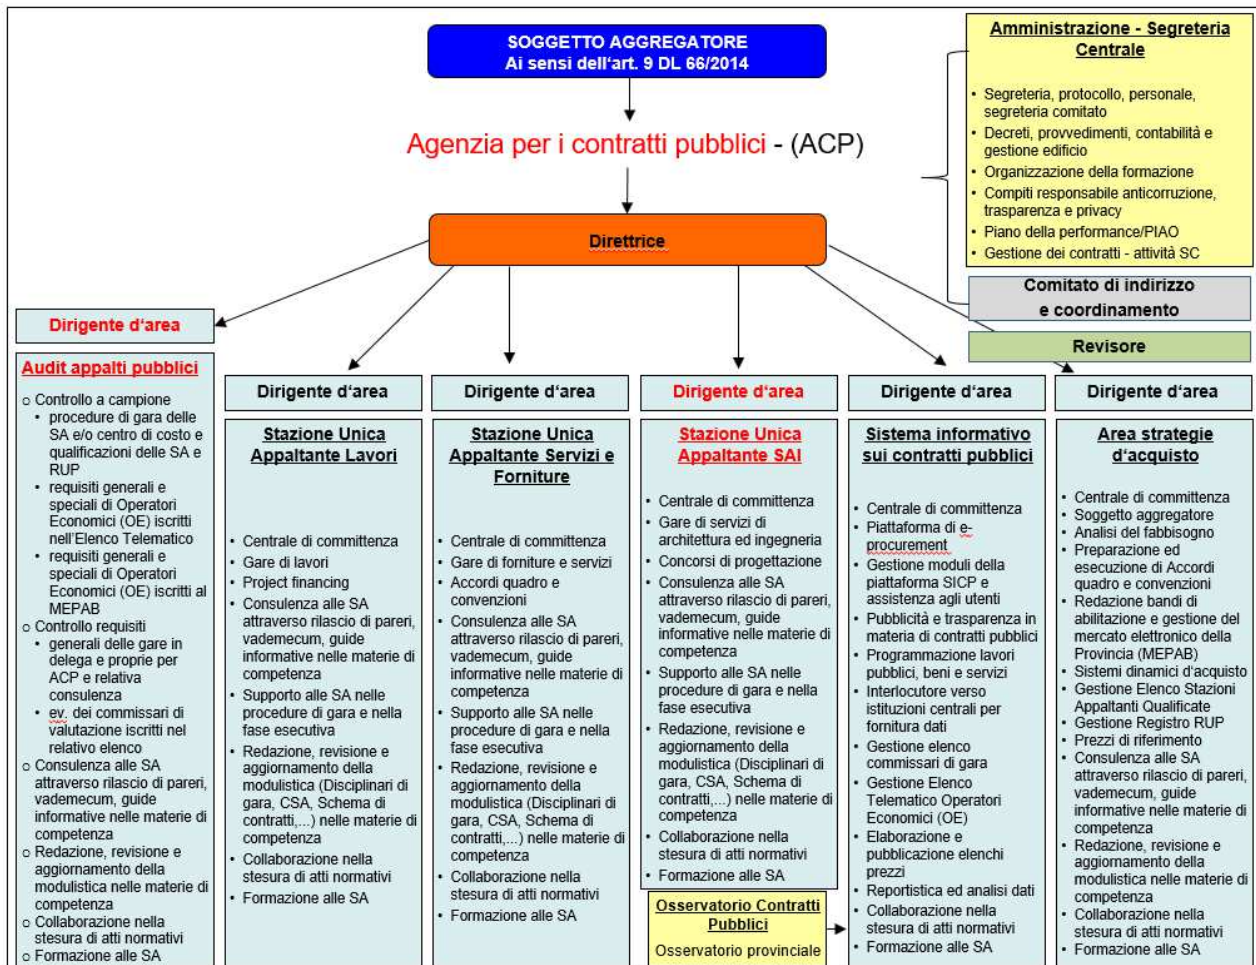 SOGGETTO AGGREGATORE
Ai sensi dell'art. 9 DL 66/2014
Agenzia per i contratti pubblici - (ACP)
Direttrice
Amministrazione - Segreteria
Centrale
• Segreteria, protocollo, personale,
segreteria comitato
• Decreti, provvedimenti, contabilità e
gestione edificio
• Organizzazione della formazione
• Compiti responsabile anticorruzione,
trasparenza e privacy
• Piano della performance/PIAO
• Gestione dei contratti - attività SC
Comitato di indirizzo
e coordinamento
Revisore
Dirigente d'area
Audit appalti pubblici
o Controllo a campione
• procedure di gara delle
SA e/o centro di costo e
qualificazioni delle SA e
RUP
• requisiti generali e
speciali di Operatori
Economici (OE) iscritti
nell'Elenco Telematico
• requisiti generali e
speciali di Operatori
Economici (OE) iscritti al
MEPAB
o Controllo requisiti
• generali delle gare in
delega e proprie per
ACP e relativa
consulenza
• ev. dei commissari di
valutazione iscritti nel
relativo elenco
o Consulenza alle SA
attraverso rilascio di pareri,
vademecum, guide
informative nelle materie di
competenza
o Redazione, revisione e
aggiornamento della
modulistica nelle materie di
competenza
o Collaborazione nella
stesura di atti normativi
o Formazione alle SA
Dirigente d'area
Stazione Unica
Appaltante Lavori
• Centrale di committenza
• Gare di lavori
• Project financing
• Consulenza alle SA
attraverso rilascio di pareri,
vademecum, guide
informative nelle materie di
competenza
• Supporto alle SA nelle
procedure di gara e nella
fase esecutiva
• Redazione, revisione e
aggiornamento della
modulistica (Disciplinari di
gara, CSA, Schema di
contratti,...) nelle materie di
competenza
• Collaborazione nella
stesura di atti normativi
• Formazione alle SA
Dirigente d'area
Stazione Unica
Appaltante Servizi e
Forniture
• Centrale di committenza
• Gare di forniture e servizi
• Accordi quadro e
convenzioni
• Consulenza alle SA
attraverso rilascio di pareri,
vademecum, guide
informative nelle materie di
competenza
• Supporto alle SA nelle
procedure di gara e nella
fase esecutiva
• Redazione, revisione e
aggiornamento della
modulistica (Disciplinari di
gara, CSA, Schema di
contratti,...) nelle materie di
competenza
• Collaborazione nella
stesura di atti normativi
• Formazione alle SA
Dirigente d'area
Stazione Unica
Appaltante SAI
• Centrale di committenza
• Gare di servizi di
architettura ed ingegneria
• Concorsi di progettazione
• Consulenza alle SA
attraverso rilascio di pareri,
vademecum, guide
informative nelle materie di
competenza
• Supporto alle SA nelle
procedure di gara e nella
fase esecutiva
• Redazione, revisione e
aggiornamento della
modulistica (Disciplinari di
gara, CSA, Schema di
contratti,...) nelle materie di
competenza
• Collaborazione nella
stesura di atti normativi
• Formazione alle SA
Osservatorio Contratti
Pubblici
Osservatorio provinciale
Dirigente d'area
Sistema informativo
sui contratti pubblici
• Centrale di committenza
• Piattaforma di e-
procurement
• Gestione moduli della
piattaforma SICP e
assistenza agli utenti
• Pubblicità e trasparenza in
materia di contratti pubblici
• Programmazione lavori
pubblici, beni e servizi
• Interlocutore verso
istituzioni centrali per
fornitura dati
• Gestione elenco
commissari di gara
• Gestione Elenco
Telematico Operatori
Economici (OE)
• Elaborazione e
pubblicazione elenchi
prezzi
• Reportistica ed analisi dati
• Collaborazione nella
stesura di atti normativi
• Formazione alle SA
Dirigente d'area
Area strategie
d'acquisto
• Centrale di committenza
• Soggetto aggregatore
• Analisi del fabbisogno
• Preparazione ed
esecuzione di Accordi
quadro e convenzioni
• Redazione bandi di
abilitazione e gestione del
mercato elettronico della
Provincia (MEPAB)
• Sistemi dinamici d'acquisto
• Gestione Elenco Stazioni
Appaltanti Qualificate
• Gestione Registro RUP
• Prezzi di riferimento
• Consulenza alle SA
attraverso rilascio di pareri,
vademecum, guide
informative nelle materie di
competenza
• Redazione, revisione e
aggiornamento della
modulistica nelle materie di
competenza
• Collaborazione nella
stesura di atti normativi
• Formazione alle SA